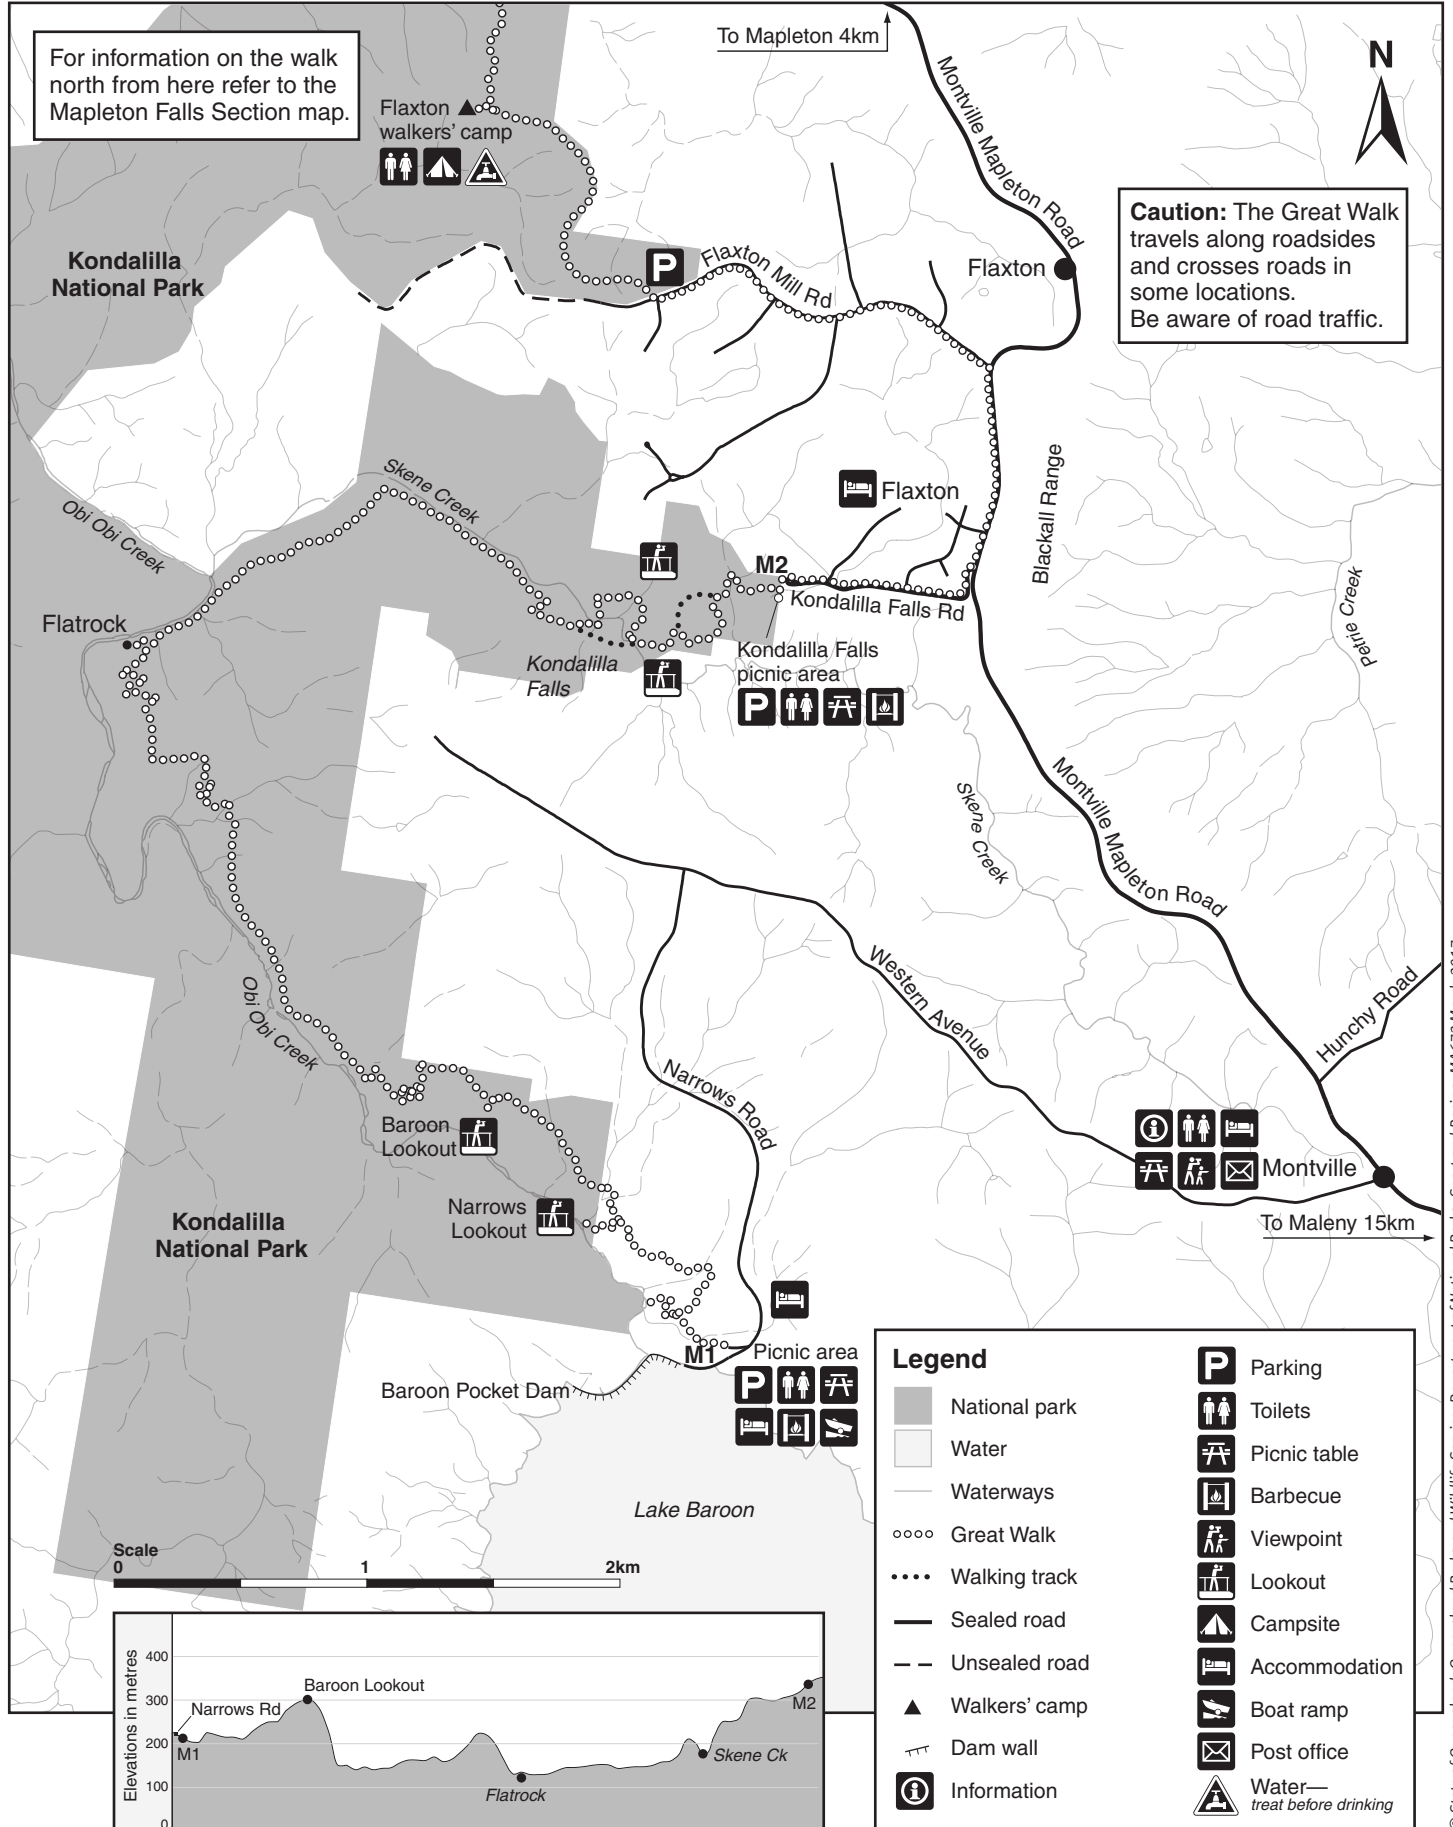 For information on the walk
north from here refer to the
Mapleton Falls Section map.
To Mapleton 4km
N
Montville Mapleton Road
Flaxton
walkers' camp
Caution: The Great Walk
travels along roadsides
and crosses roads in
some locations.
Be aware of road traffic.
Kondalilla
National Park
P
Flaxton Mill Rd
Flaxton
Skene Creek
Flaxton
Blackall Range
Obi Obi Creek
M2
Kondalilla Falls Rd
Petrie Creek
Flatrock
Kondalilla
Falls
Kondalilla Falls
picnic area
P
Skene Creek
Montville Mapleton Road
Western Avenue
Obi Obi Creek
Hunchy Road
Narrows Road
Baroon
Lookout
Montville
Narrows
Lookout
Kondalilla
National Park
To Maleny 15km
M1
Picnic area
P
Baroon Pocket Dam
Lake Baroon
Scale
0 1 2km
Legend
National park
Water
Waterways
Great Walk
Walking track
Sealed road
Unsealed road
Walkers' camp
Dam wall
Information
P Parking
Toilets
Picnic table
Barbecue
Viewpoint
Lookout
Campsite
Accommodation
Boat ramp
Post office
Water—
treat before drinking
Elevations in metres
400
300
200
100
0
Narrows Rd
M1
Baroon Lookout
Flatrock
Skene Ck
M2